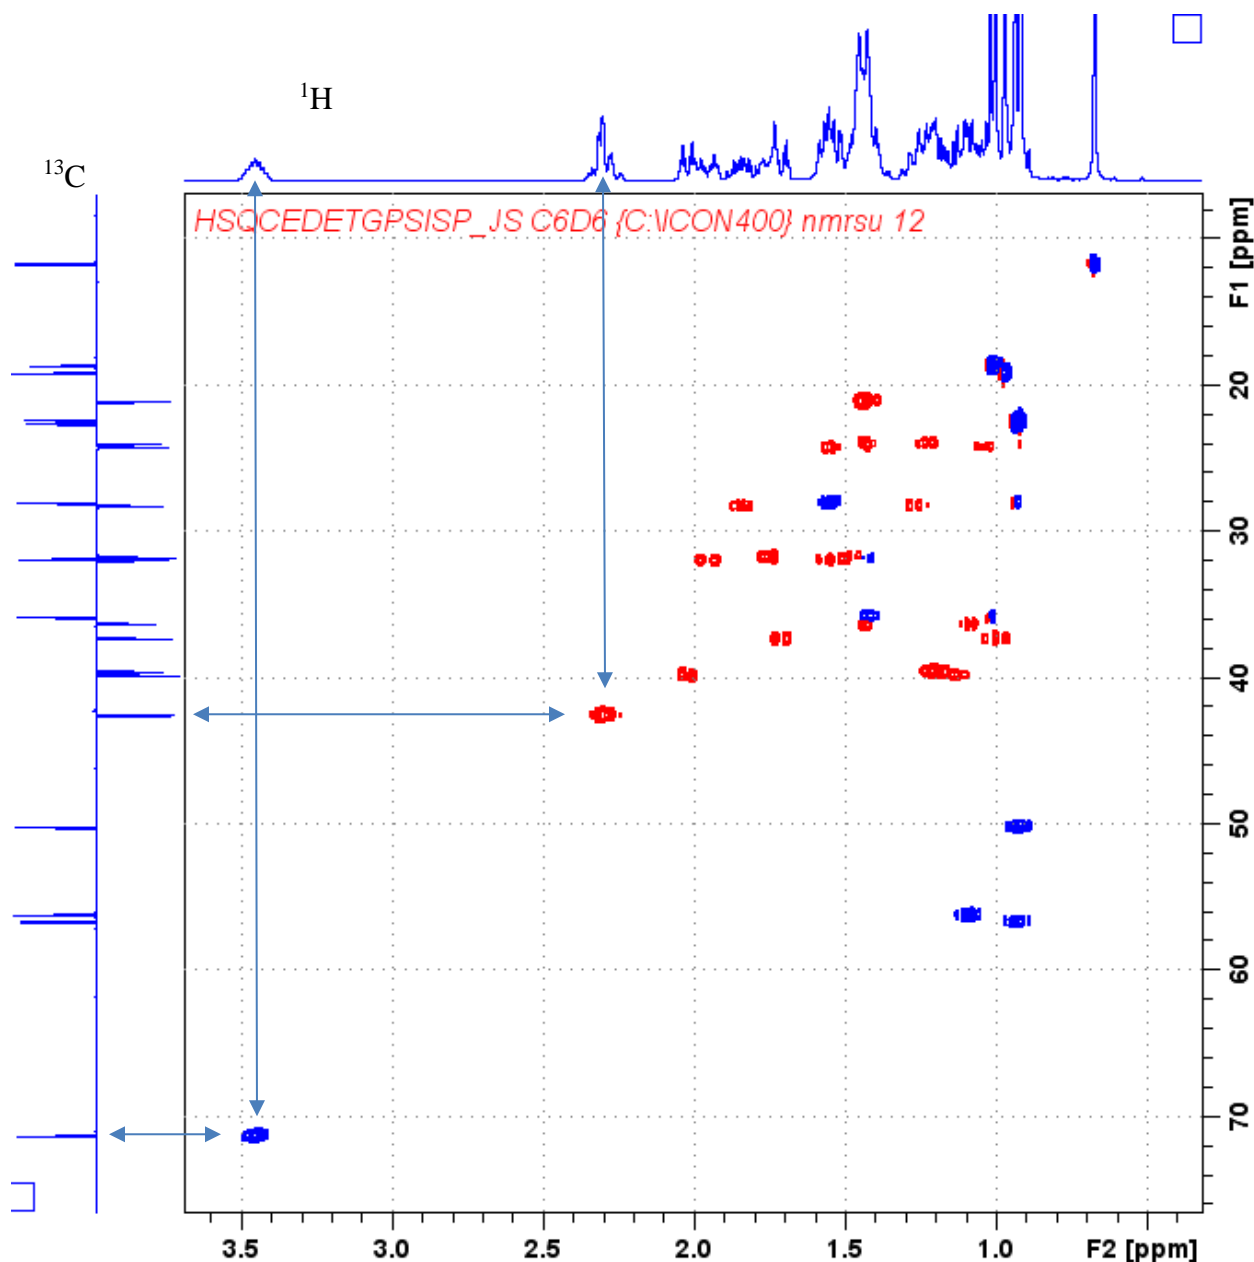 ¹H
¹³C
HSQCEDETGPSISP_JS C6D6 {C:\ICON400} nmrsu 12
F1 [ppm]
20
30
40
50
60
70
3.5 3.0 2.5 2.0 1.5 1.0 F2 [ppm]